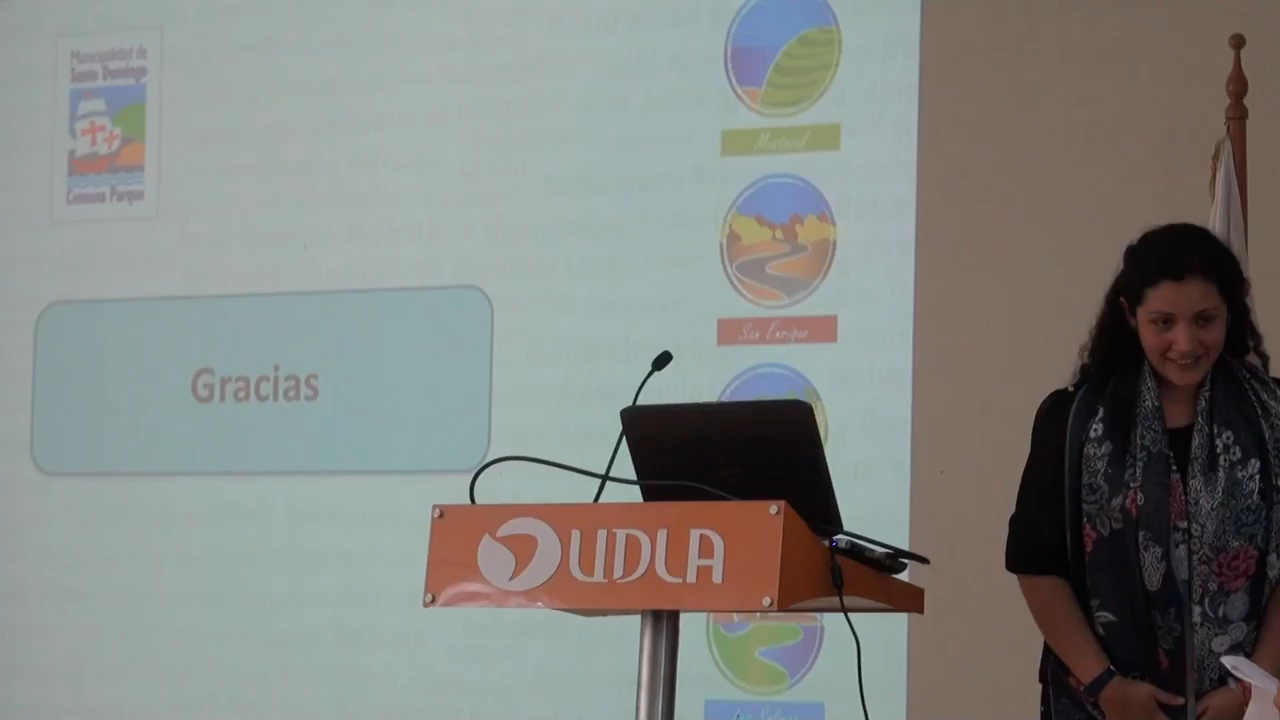 Municipalidad de
Santo Domingo
Comuna Parque
Mostazal
San Enrique
Gracias
UDLA